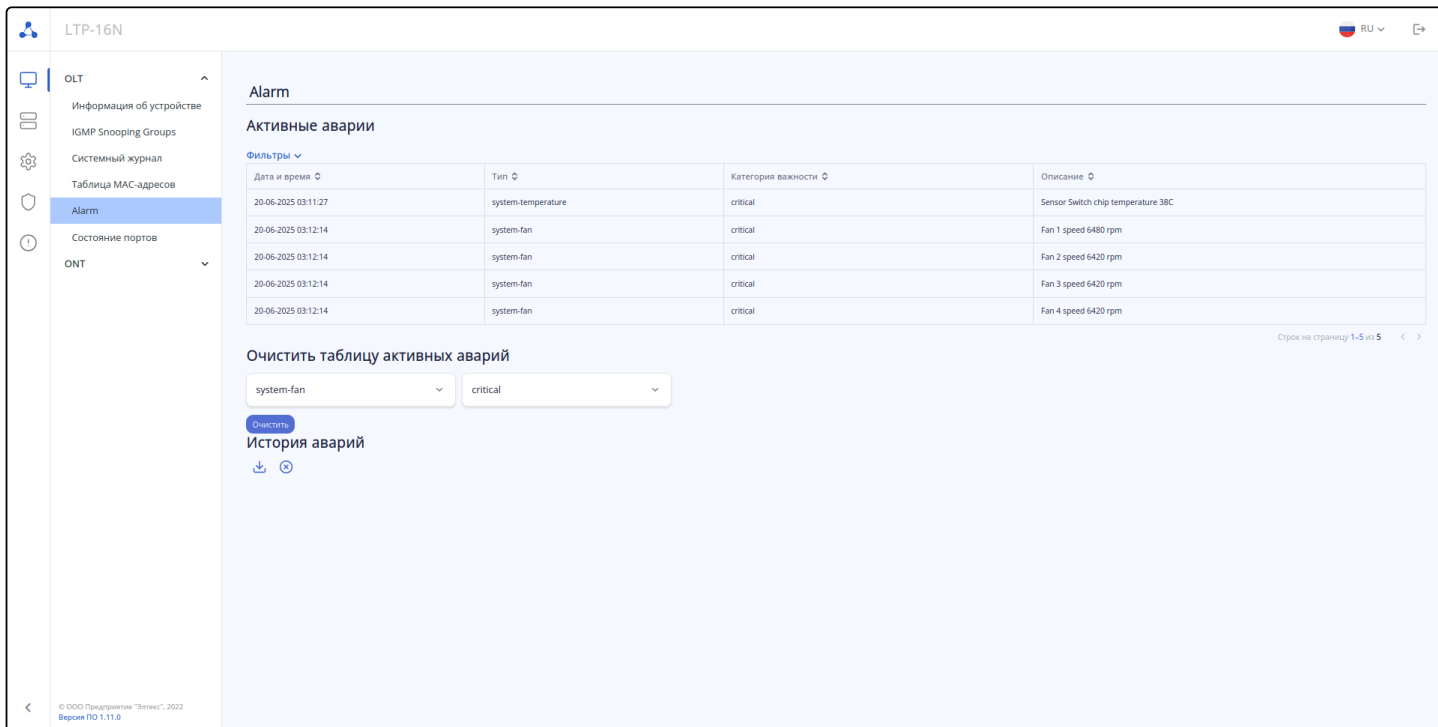 LTP-16N
RU
OLT
Информация об устройстве
IGMP Snooping Groups
Системный журнал
Таблица MAC-адресов
Alarm
Состояние портов
ONT
Alarm
Активные аварии
Фильтры
Дата и время Тип Категория важности Описание
20-06-2025 03:11:27 system-temperature critical Sensor Switch chip temperature 38C
20-06-2025 03:12:14 system-fan critical Fan 1 speed 6480 rpm
20-06-2025 03:12:14 system-fan critical Fan 2 speed 6420 rpm
20-06-2025 03:12:14 system-fan critical Fan 3 speed 6420 rpm
20-06-2025 03:12:14 system-fan critical Fan 4 speed 6420 rpm
Строк на страницу 1–5 из 5
Очистить таблицу активных аварий
system-fan critical
Очистить
История аварий
© ООО Предприятие "Элтекс", 2022
Версия ПО 1.11.0